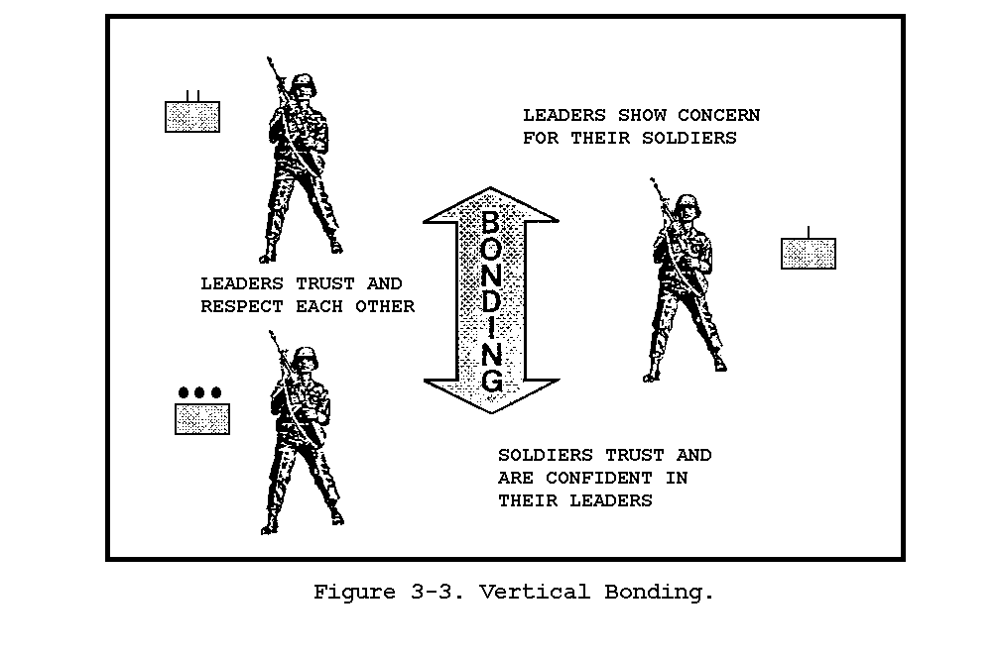 LEADERS SHOW CONCERN
FOR THEIR SOLDIERS
BONDING
LEADERS TRUST AND
RESPECT EACH OTHER
SOLDIERS TRUST AND
ARE CONFIDENT IN
THEIR LEADERS
Figure 3-3. Vertical Bonding.